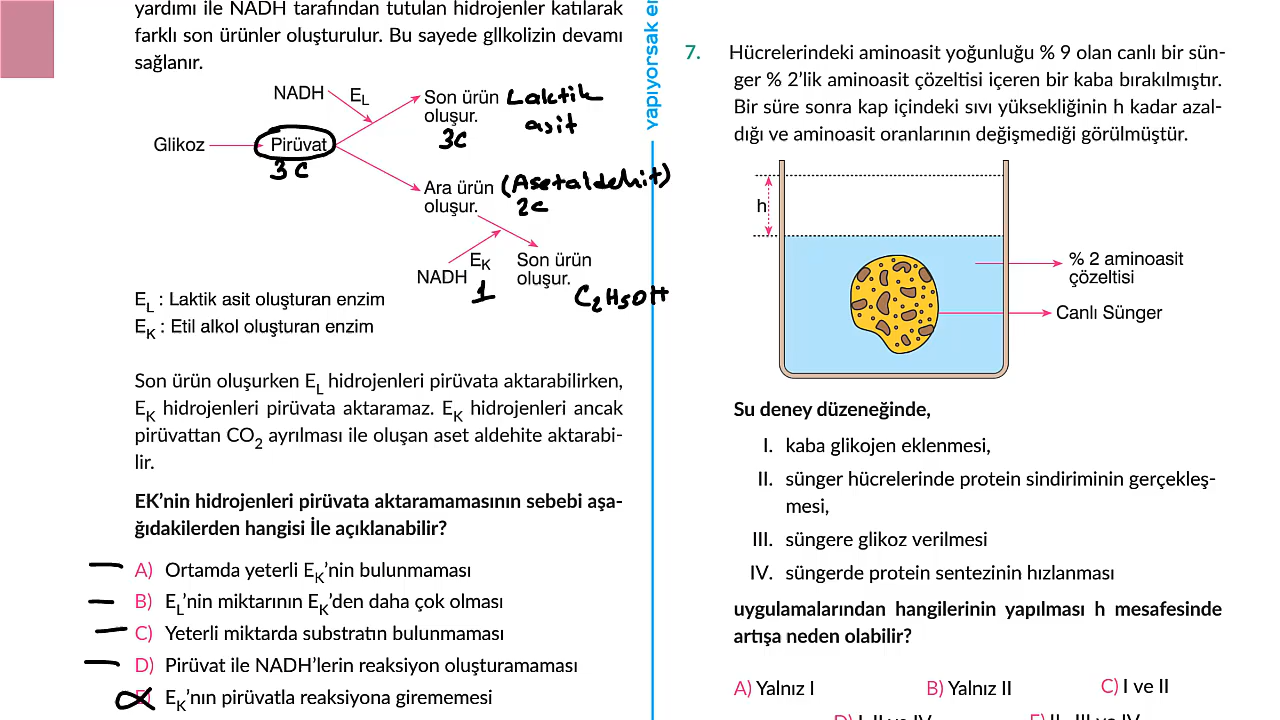 yardımı ile NADH tarafından tutulan hidrojenler katılarak
farklı son ürünler oluşturulur. Bu sayede glİkolizin devamı
sağlanır.
NADH
EL
Son ürün
oluşur.
Laktik
asit
3C
Glikoz
Pirüvat
3C
Ara ürün
oluşur.
(Asetaldehit)
2C
EK
NADH
1
Son ürün
oluşur.
C2H5OH
EL : Laktik asit oluşturan enzim
EK : Etil alkol oluşturan enzim
Son ürün oluşurken EL hidrojenleri pirüvata aktarabilirken,
EK hidrojenleri pirüvata aktaramaz. EK hidrojenleri ancak
pirüvattan CO2 ayrılması ile oluşan aset aldehite aktarabi-
lir.
EK’nin hidrojenleri pirüvata aktaramamasının sebebi aşa-
ğıdakilerden hangisi İle açıklanabilir?
A) Ortamda yeterli EK’nin bulunmaması
B) EL’nin miktarının EK’den daha çok olması
C) Yeterli miktarda substratın bulunmaması
D) Pirüvat ile NADH’lerin reaksiyon oluşturamaması
EK’nın pirüvatla reaksiyona girememesi
yapıyorsak
7. Hücrelerindeki aminoasit yoğunluğu % 9 olan canlı bir sün-
ger % 2’lik aminoasit çözeltisi içeren bir kaba bırakılmıştır.
Bir süre sonra kap içindeki sıvı yüksekliğinin h kadar azal-
dığı ve aminoasit oranlarının değişmediği görülmüştür.
h
% 2 aminoasit
çözeltisi
Canlı Sünger
Su deney düzeneğinde,
I. kaba glikojen eklenmesi,
II. sünger hücrelerinde protein sindiriminin gerçekleş-
mesi,
III. süngere glikoz verilmesi
IV. süngerde protein sentezinin hızlanması
uygulamalarından hangilerinin yapılması h mesafesinde
artışa neden olabilir?
A) Yalnız I
B) Yalnız II
C) I ve II